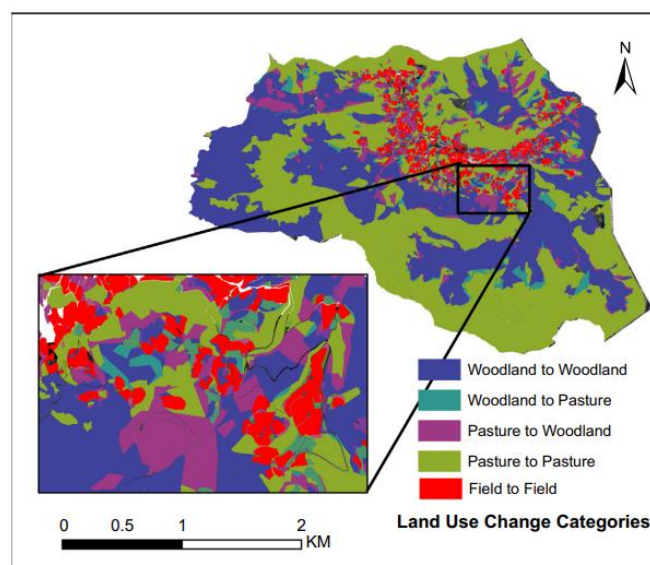 N
Woodland to Woodland
Woodland to Pasture
Pasture to Woodland
Pasture to Pasture
Field to Field
Land Use Change Categories
0 0.5 1 2
KM